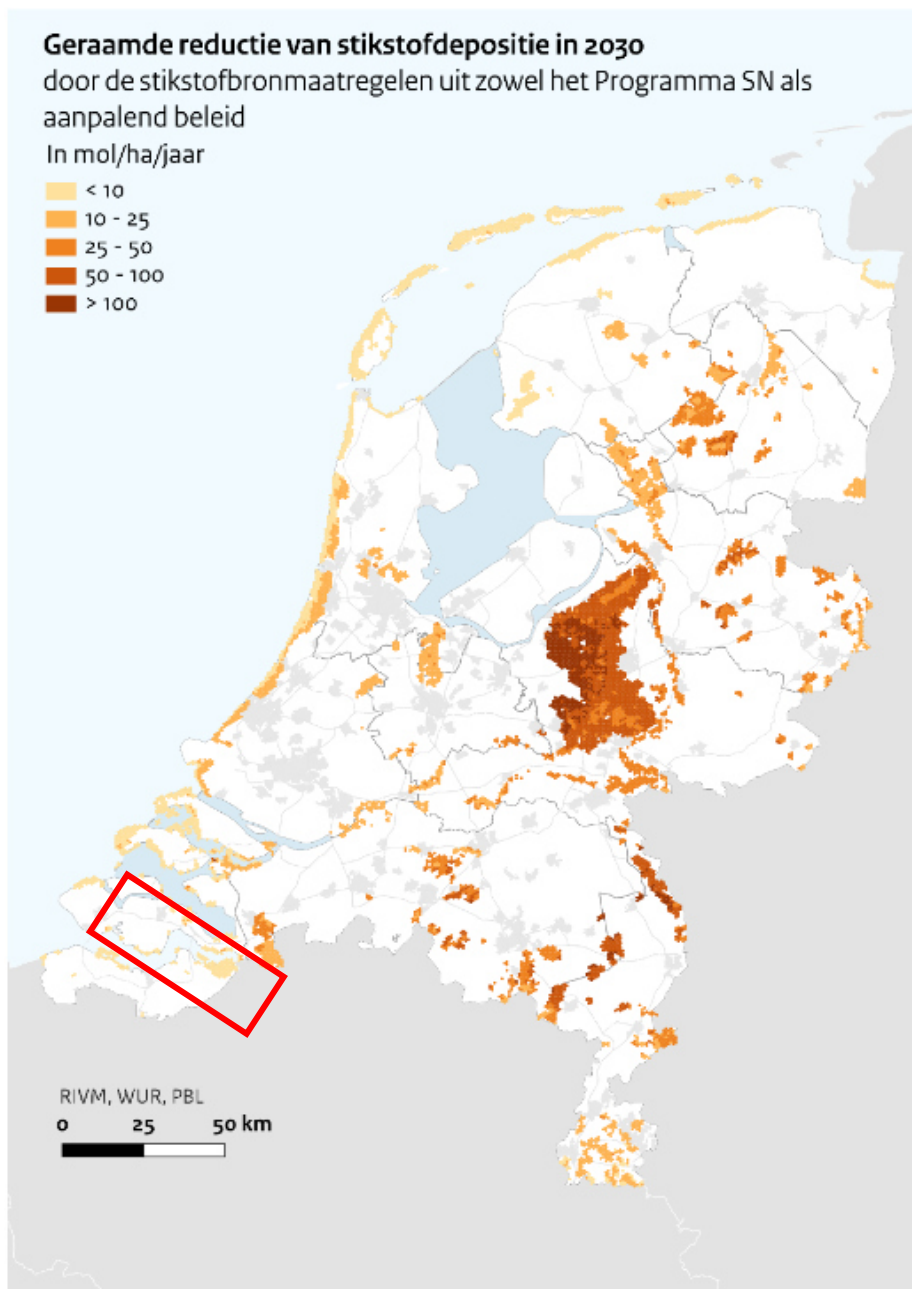 Geraamde reductie van stikstofdepositie in 2030
door de stikstofbronmaatregelen uit zowel het Programma SN als
aanpalend beleid
In mol/ha/jaar
< 10
10 - 25
25 - 50
50 - 100
> 100
RIVM, WUR, PBL
0 25 50 km